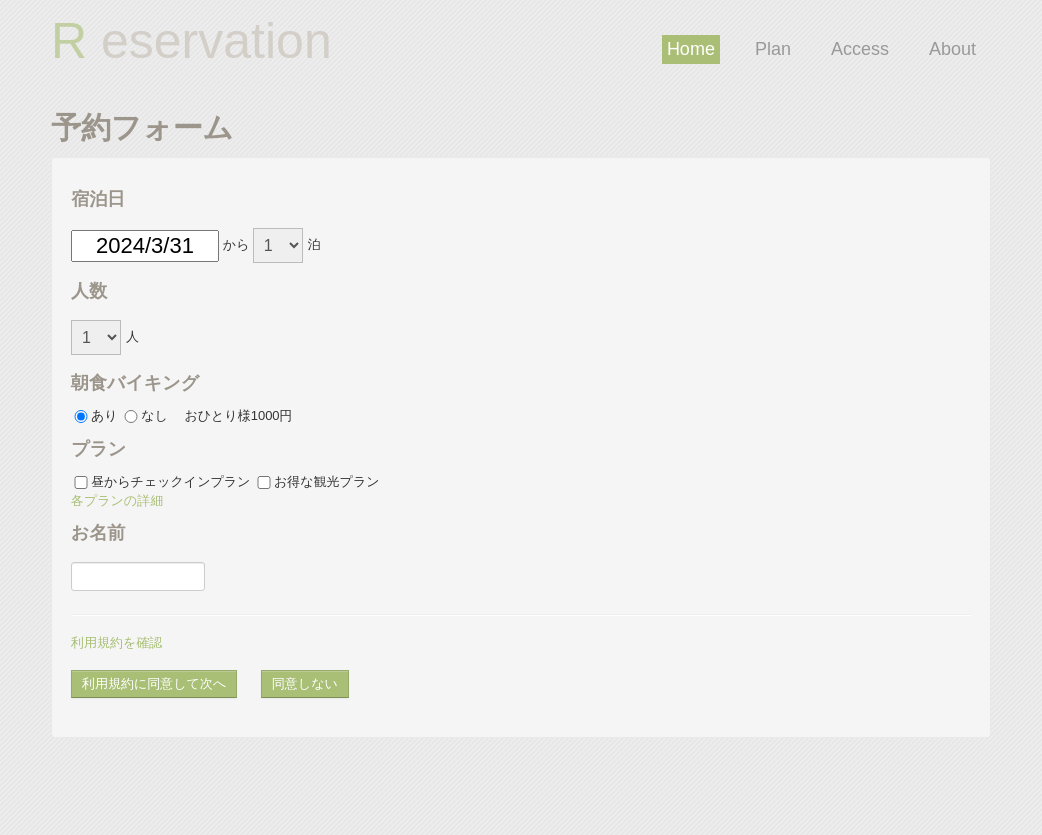 R eservation
Home Plan Access About
予約フォーム
宿泊日
2024/3/31 から 1 泊
人数
1 人
朝食バイキング
あり なし おひとり様1000円
プラン
昼からチェックインプラン お得な観光プラン
各プランの詳細
お名前
利用規約を確認
利用規約に同意して次へ 同意しない